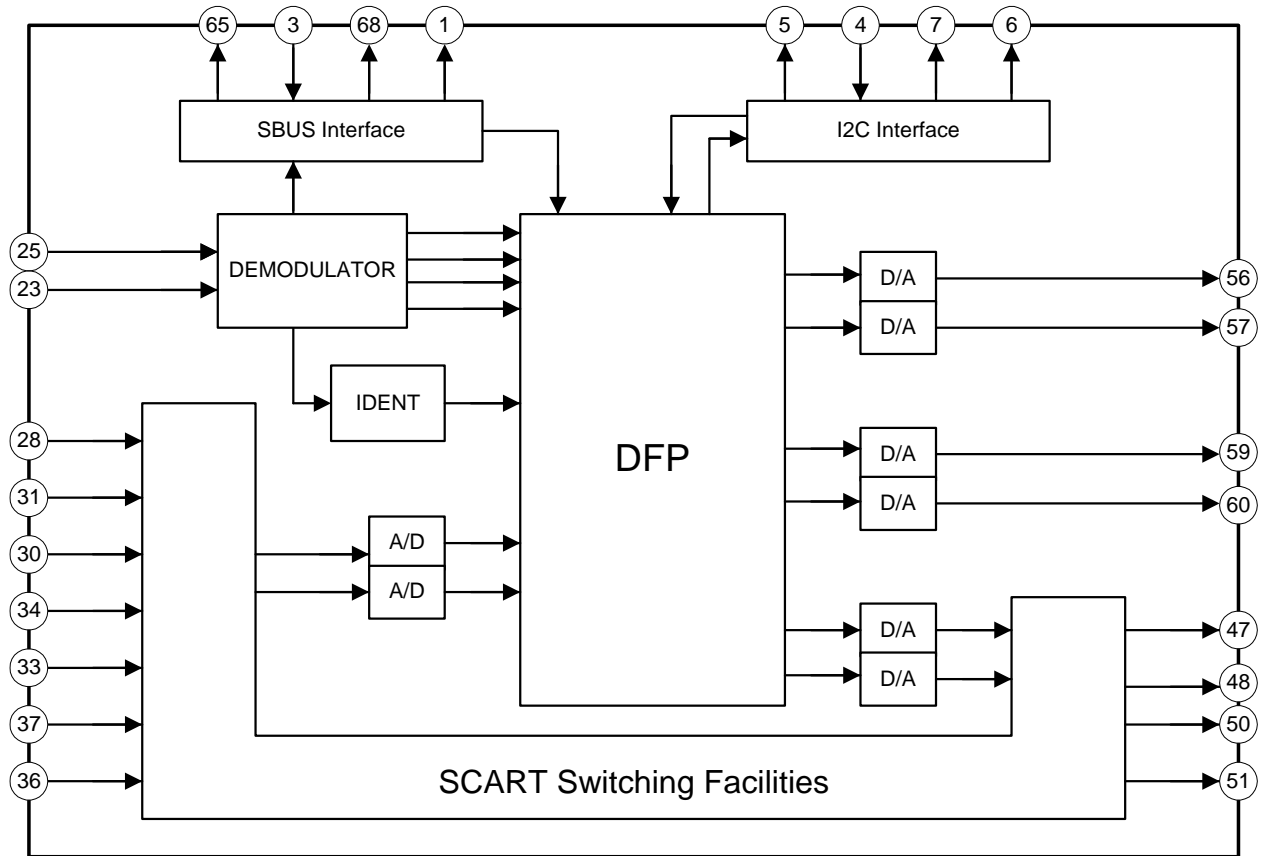 65 3 68 1 5 4 7 6
SBUS Interface
I2C Interface
25
DEMODULATOR
23
D/A
56
D/A
57
IDENT
28
31
30
34
33
37
36
DFP
D/A
59
D/A
60
A/D
A/D
D/A
47
D/A
48
50
51
SCART Switching Facilities